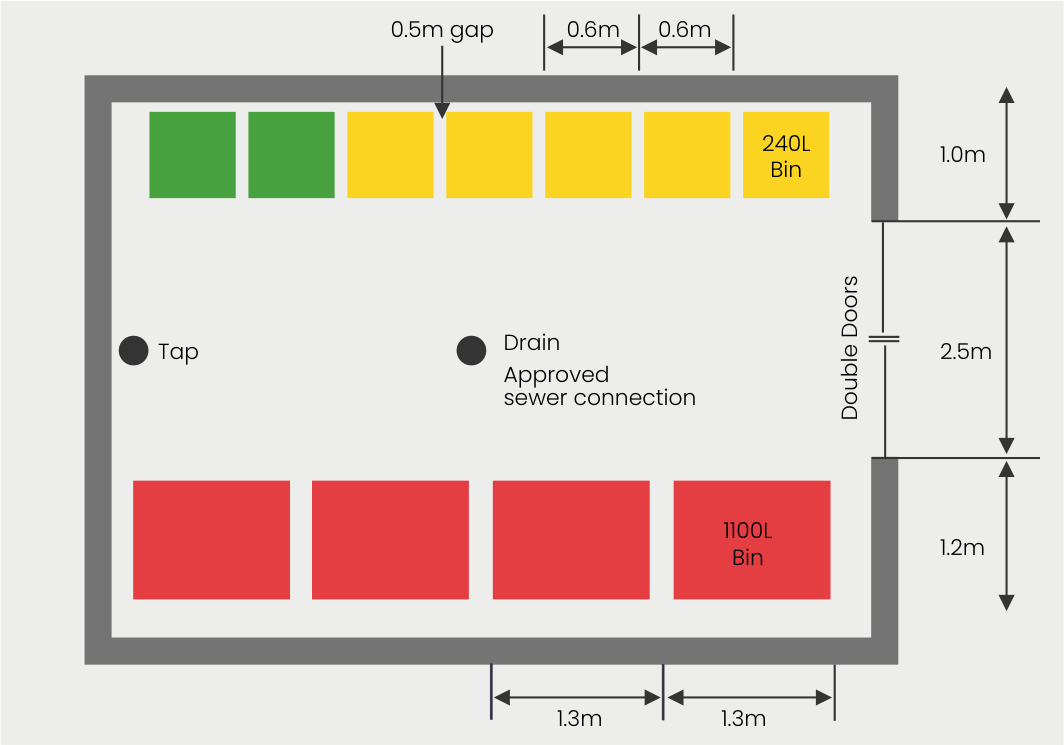 0.5m gap
0.6m
0.6m
240L
Bin
1.0m
Tap
Drain
Approved
sewer connection
Double Doors
2.5m
1100L
Bin
1.2m
1.3m
1.3m